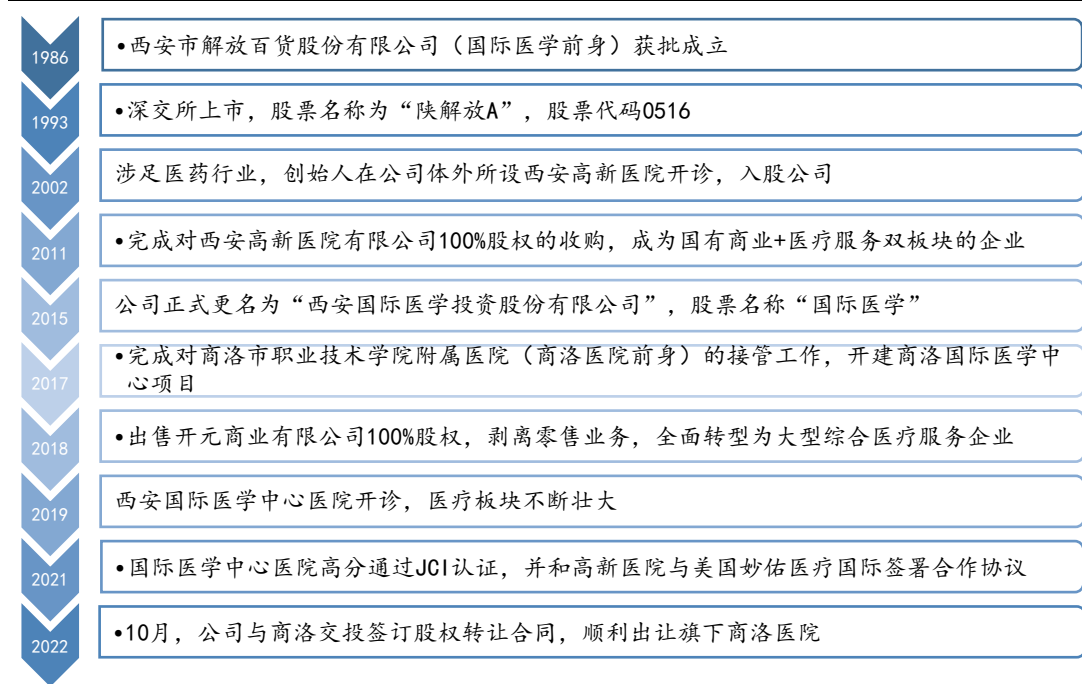 1986
•西安市解放百货股份有限公司（国际医学前身）获批成立
1993
•深交所上市，股票名称为“陕解放A”，股票代码0516
2002
涉足医药行业，创始人在公司体外所设西安高新医院开诊，入股公司
2011
•完成对西安高新医院有限公司100%股权的收购，成为国有商业+医疗服务双板块的企业
2015
公司正式更名为“西安国际医学投资股份有限公司”，股票名称“国际医学”
2017
•完成对商洛市职业技术学院附属医院（商洛医院前身）的接管工作，开建商洛国际医学中
心项目
2018
•出售开元商业有限公司100%股权，剥离零售业务，全面转型为大型综合医疗服务企业
2019
西安国际医学中心医院开诊，医疗板块不断壮大
2021
•国际医学中心医院高分通过JCI认证，并和高新医院与美国妙佑医疗国际签署合作协议
2022
•10月，公司与商洛交投签订股权转让合同，顺利出让旗下商洛医院